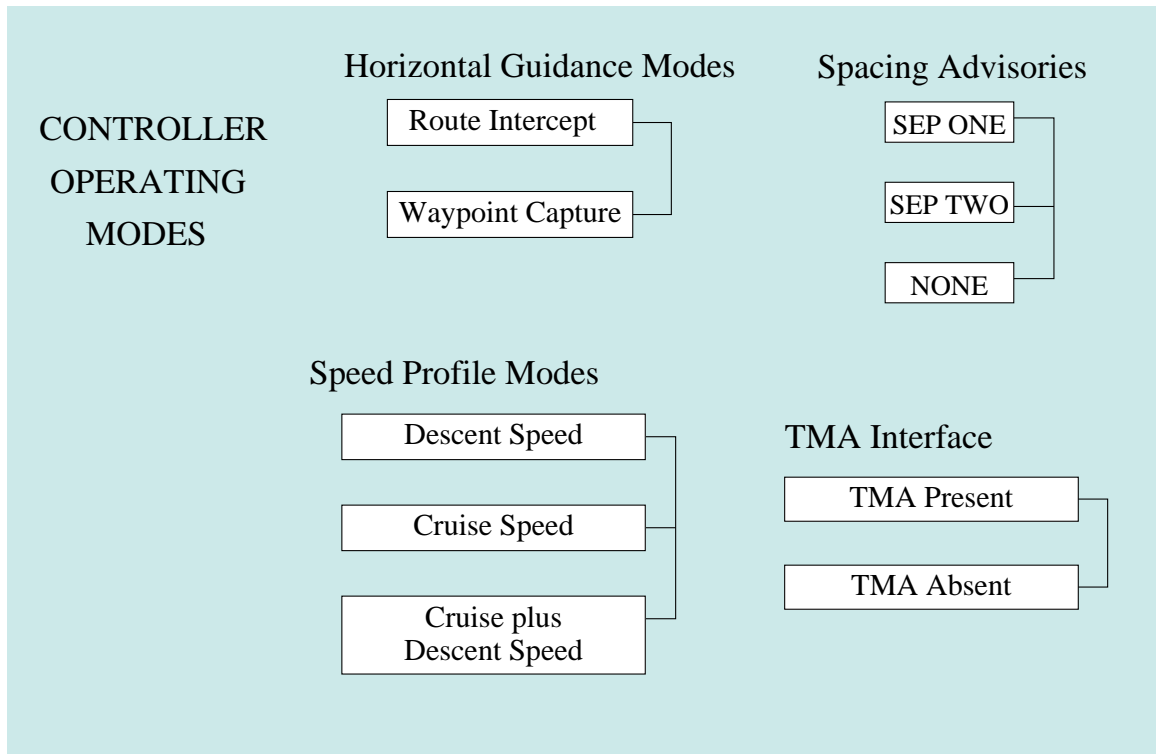 CONTROLLER
OPERATING
MODES
Horizontal Guidance Modes
Route Intercept
Waypoint Capture
Spacing Advisories
SEP ONE
SEP TWO
NONE
Speed Profile Modes
Descent Speed
Cruise Speed
Cruise plus
Descent Speed
TMA Interface
TMA Present
TMA Absent